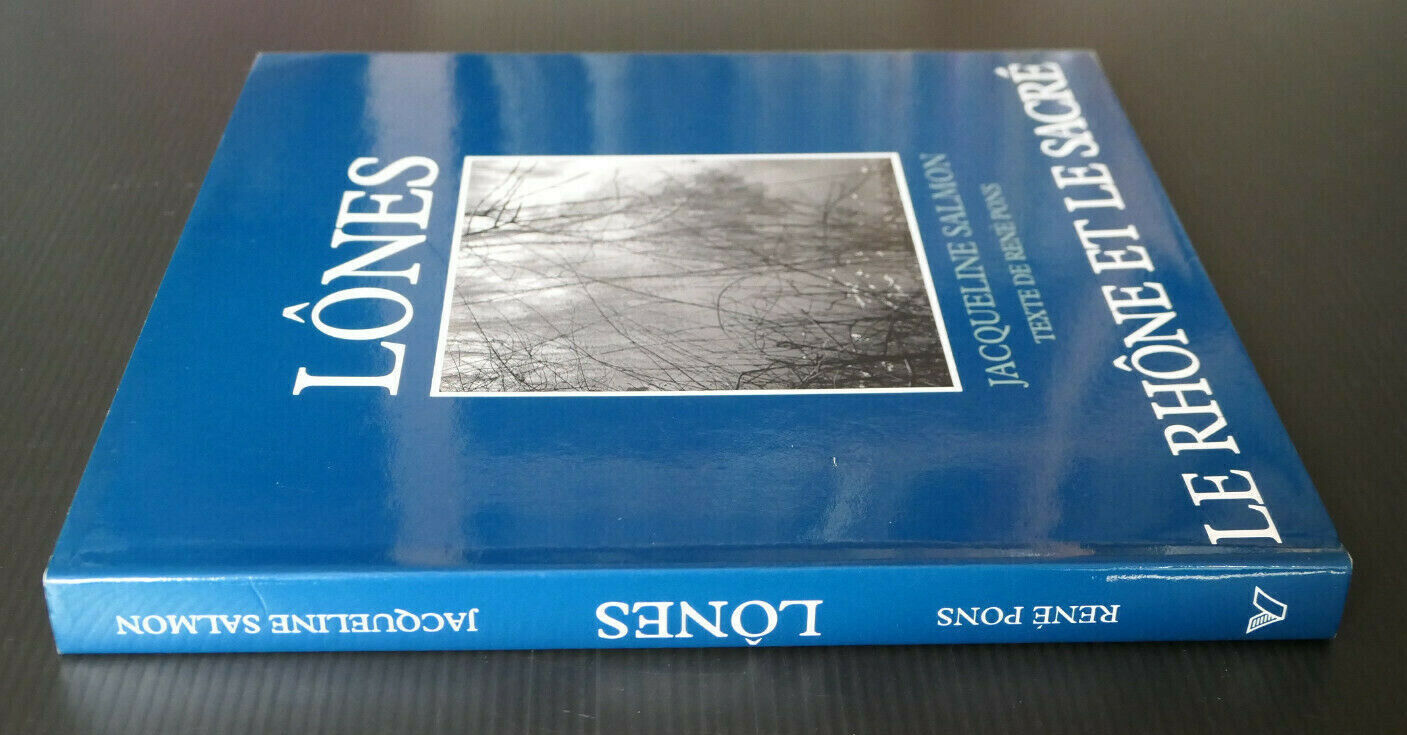 LÔNES
JACQUELINE SALMON
TEXTE DE RENÉ PONS
LE RHÔNE ET LE SACRÉ
RENÉ PONS
LÔNES
JACQUELINE SALMON